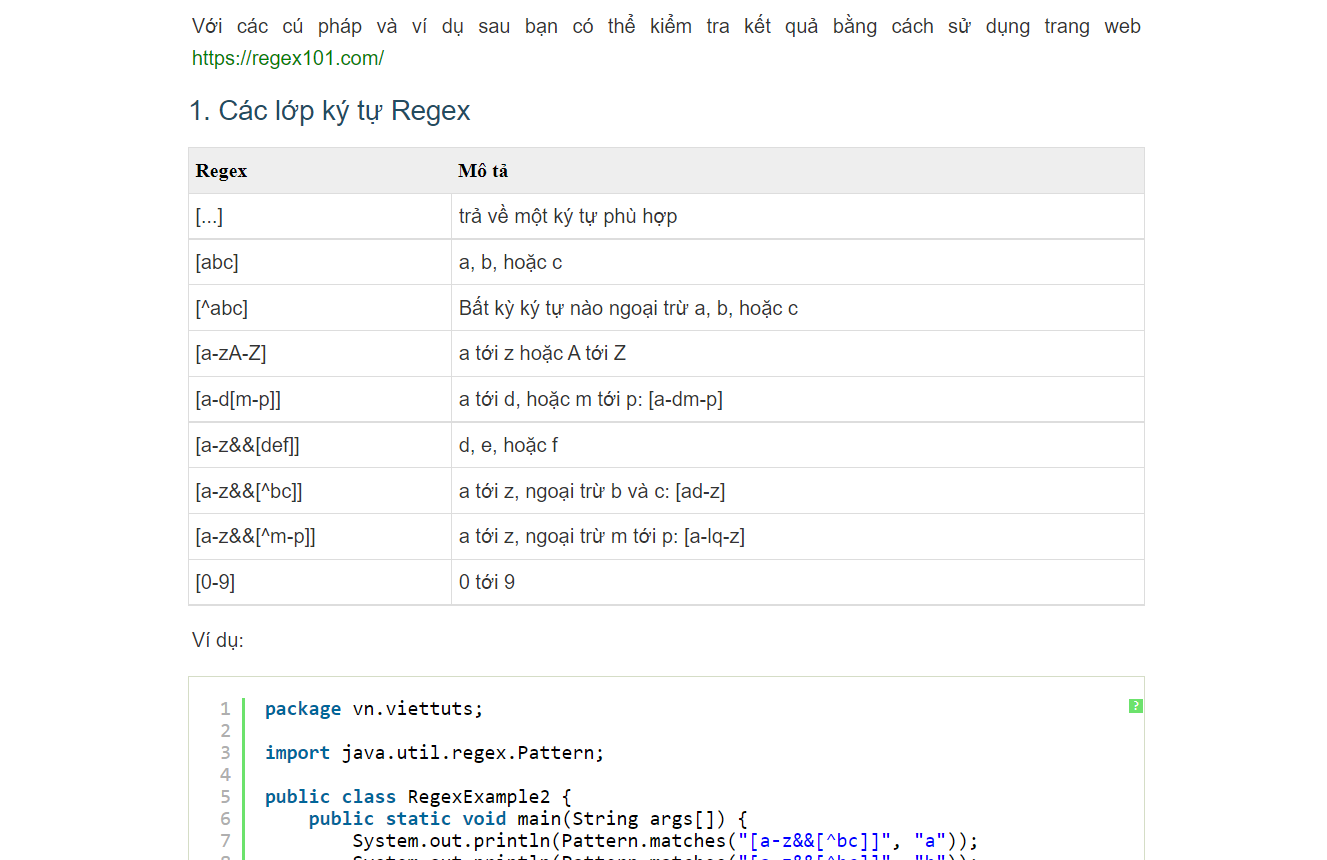 Với các cú pháp và ví dụ sau bạn có thể kiểm tra kết quả bằng cách sử dụng trang web
https://regex101.com/
1. Các lớp ký tự Regex
Regex Mô tả
[...] trả về một ký tự phù hợp
[abc] a, b, hoặc c
[^abc] Bất kỳ ký tự nào ngoại trừ a, b, hoặc c
[a-zA-Z] a tới z hoặc A tới Z
[a-d[m-p]] a tới d, hoặc m tới p: [a-dm-p]
[a-z&&[def]] d, e, hoặc f
[a-z&&[^bc]] a tới z, ngoại trừ b và c: [ad-z]
[a-z&&[^m-p]] a tới z, ngoại trừ m tới p: [a-lq-z]
[0-9] 0 tới 9
Ví dụ:
1 package vn.viettuts; ?
2
3 import java.util.regex.Pattern;
4
5 public class RegexExample2 {
6 public static void main(String args[]) {
7 System.out.println(Pattern.matches("[a-z&&[^bc]]", "a"));